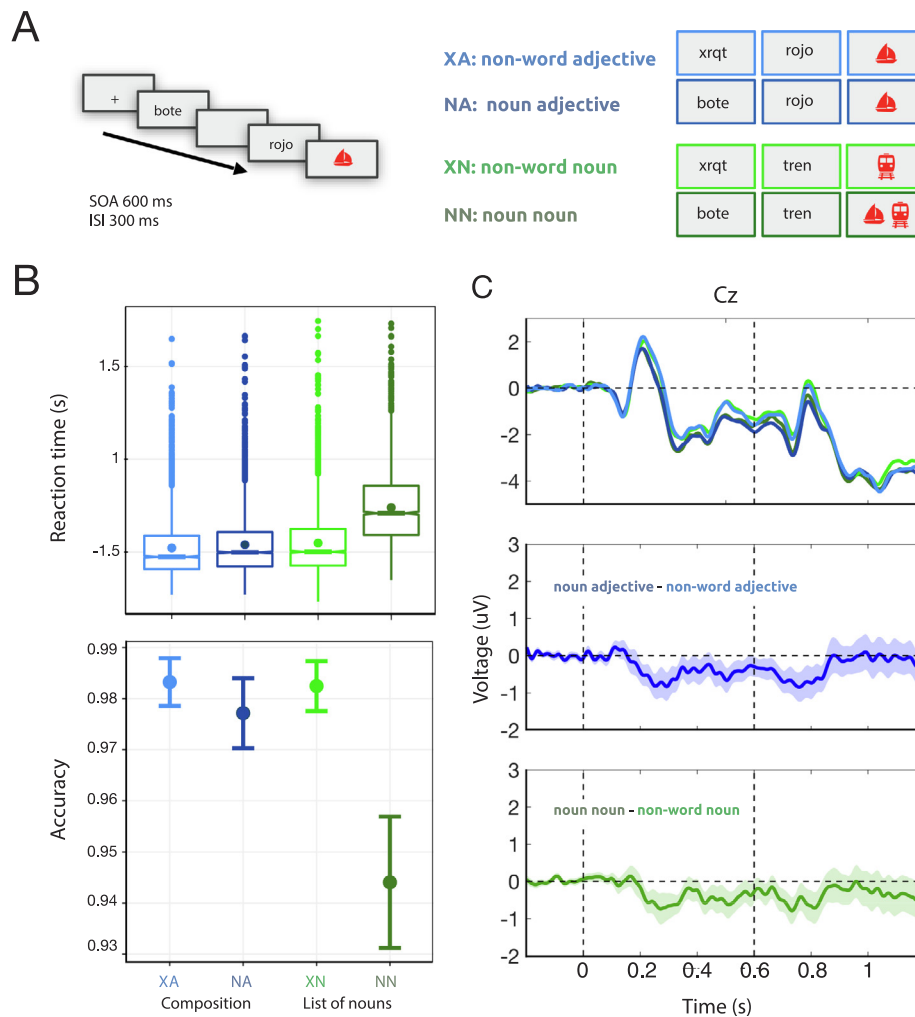 A
+
bote
rojo
SOA 600 ms
ISI 300 ms
XA: non-word adjective
xrqt
rojo
NA: noun adjective
bote
rojo
XN: non-word noun
xrqt
tren
NN: noun noun
bote
tren
B
Reaction time (s)
1.5
1
-1.5
Accuracy
0.99
0.98
0.97
0.96
0.95
0.94
0.93
XA
NA
XN
NN
Composition
List of nouns
C
Cz
2
0
-2
-4
Voltage (uV)
noun adjective - non-word adjective
3
2
1
0
-1
-2
noun noun - non-word noun
3
2
1
0
-1
-2
0
0.2
0.4
0.6
0.8
1
Time (s)